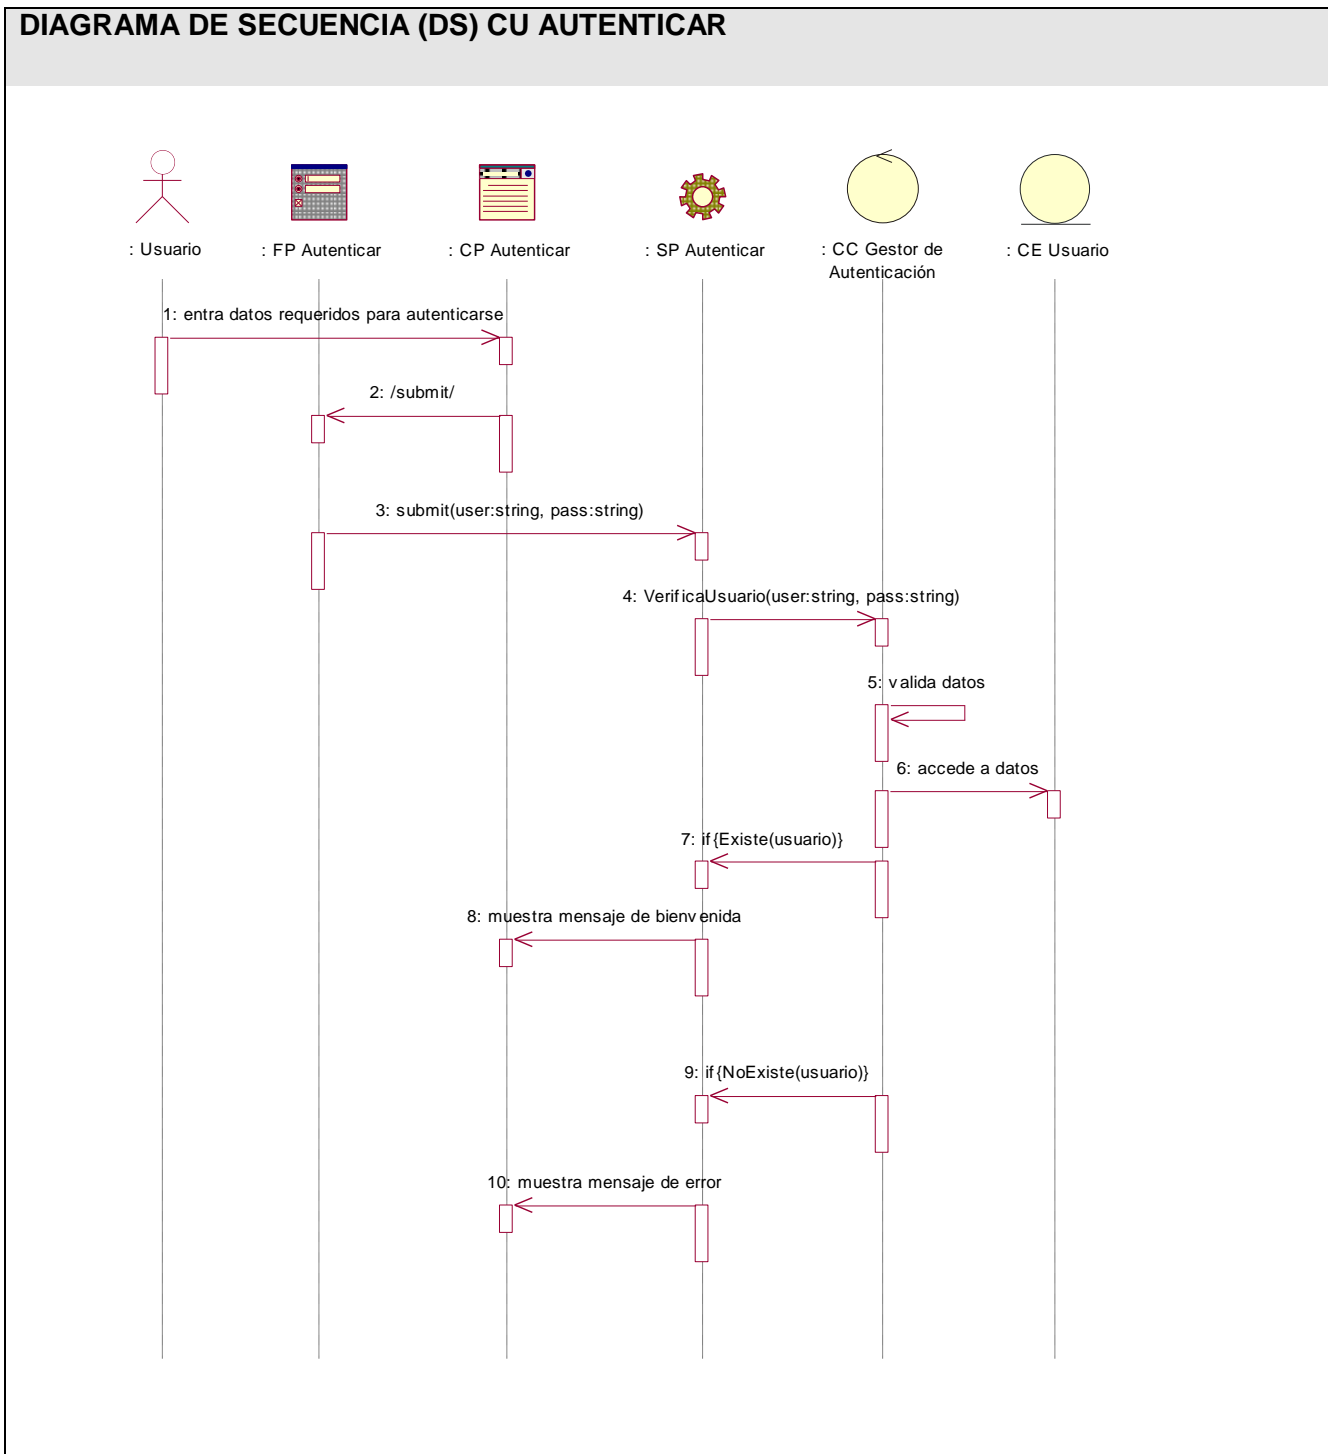 DIAGRAMA DE SECUENCIA (DS) CU AUTENTICAR
: Usuario
: FP Autenticar
: CP Autenticar
: SP Autenticar
: CC Gestor de
Autenticación
: CE Usuario
1: entra datos requeridos para autenticarse
2: /submit/
3: submit(user:string, pass:string)
4: VerificaUsuario(user:string, pass:string)
5: valida datos
6: accede a datos
7: if{Existe(usuario)}
8: muestra mensaje de bienvenida
9: if{NoExiste(usuario)}
10: muestra mensaje de error